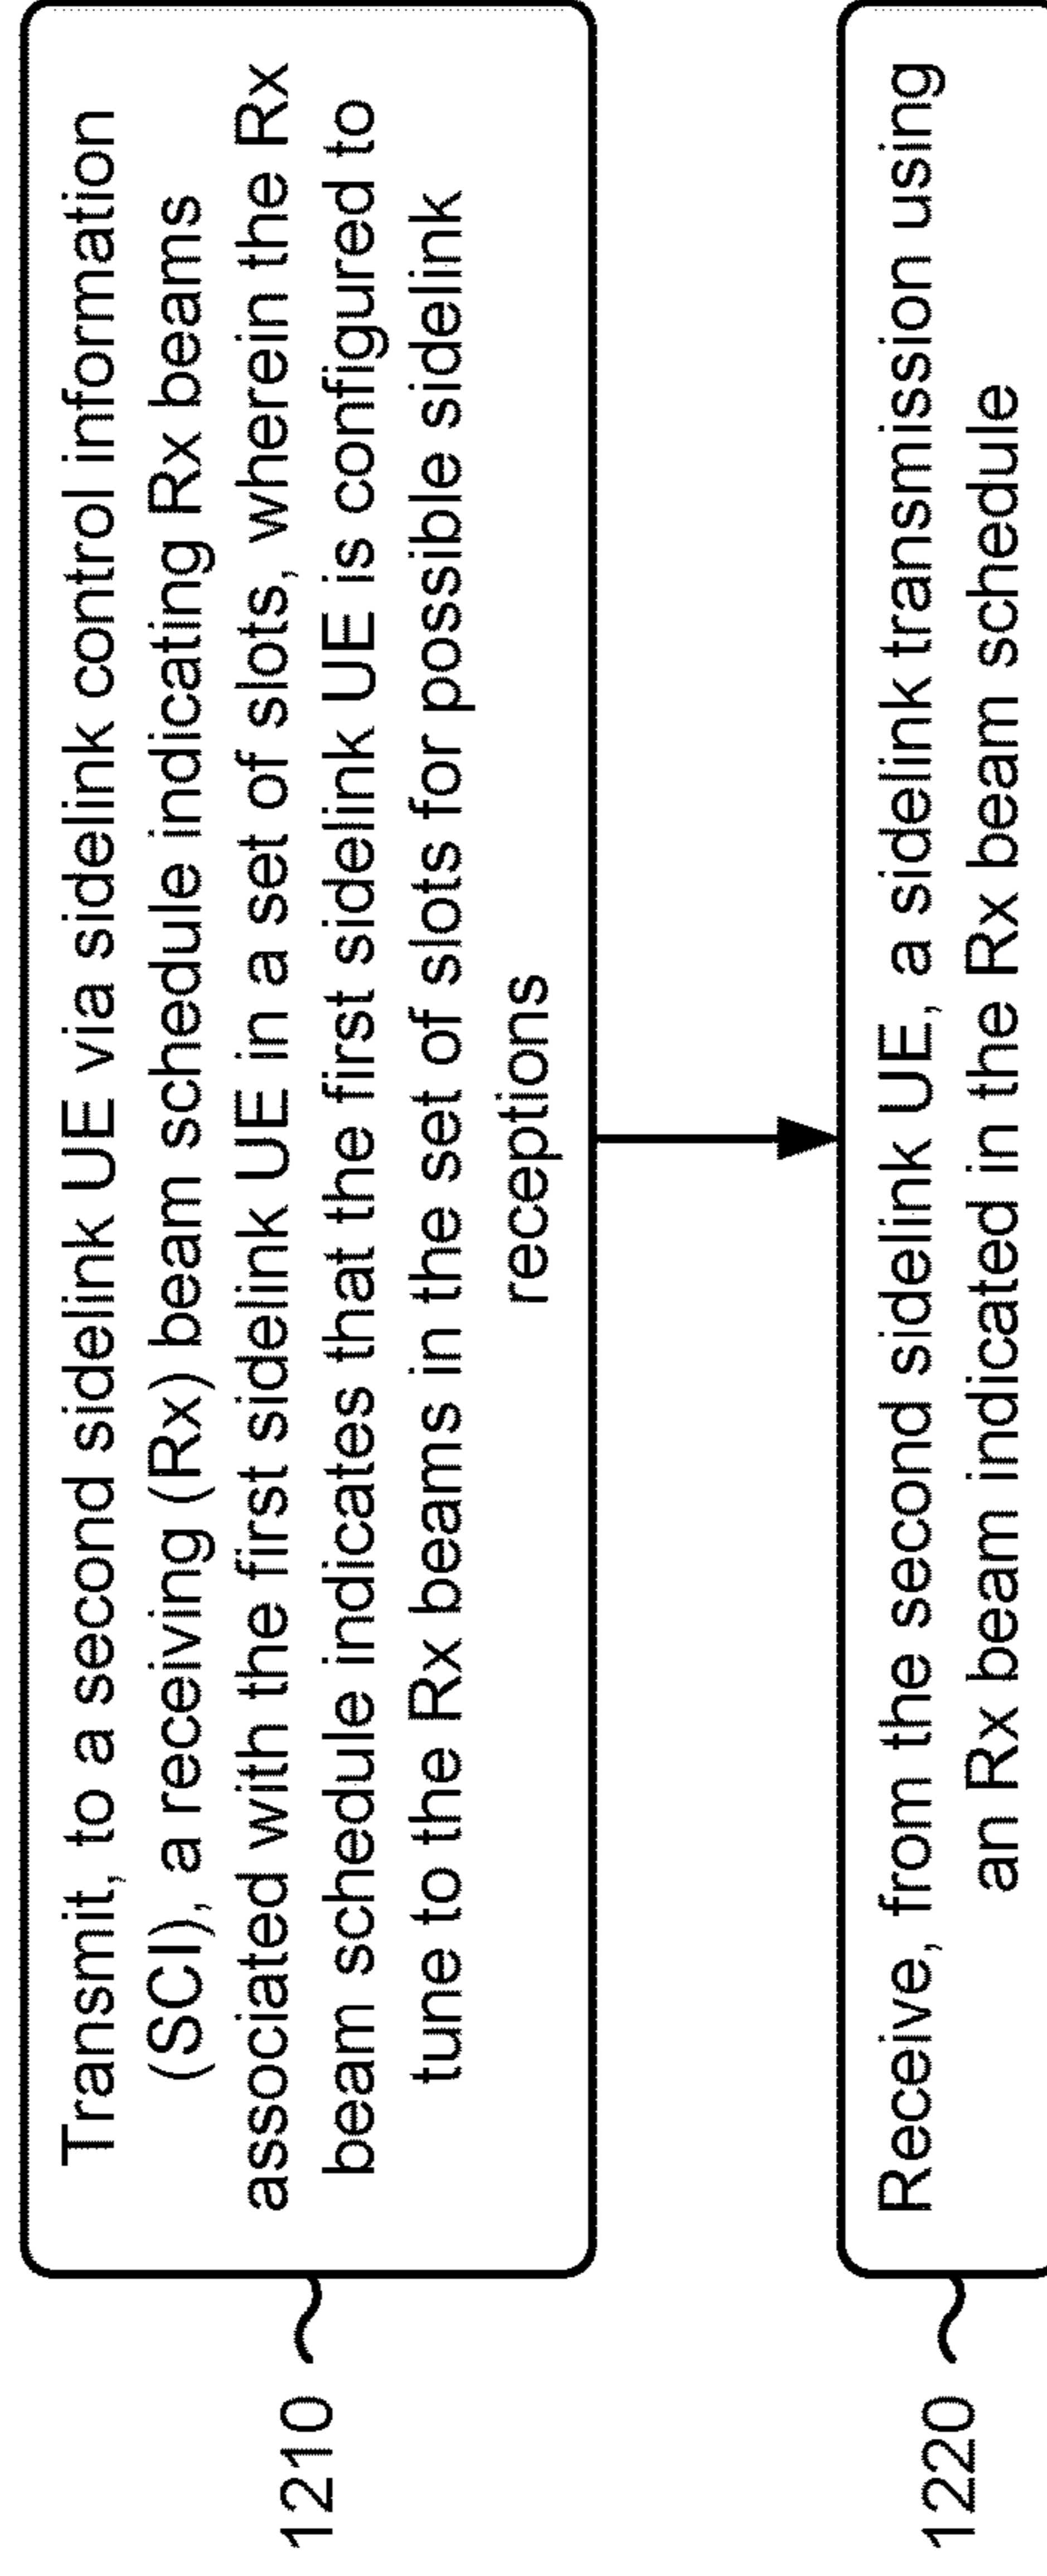 1210
Transmit, to a second sidelink UE via sidelink control information
(SCI), a receiving (Rx) beam schedule indicating Rx beams
associated with the first sidelink UE in a set of slots, wherein the Rx
beam schedule indicates that the first sidelink UE is configured to
tune to the Rx beams in the set of slots for possible sidelink
receptions
1220
Receive, from the second sidelink UE, a sidelink transmission using
an Rx beam indicated in the Rx beam schedule